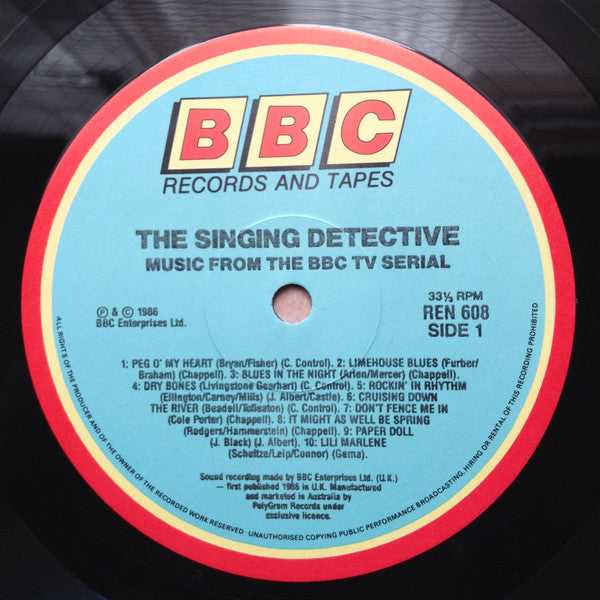 BBC
RECORDS AND TAPES
THE SINGING DETECTIVE
MUSIC FROM THE BBC TV SERIAL
℗ & © 1986
BBC Enterprises Ltd.
33⅓ RPM
REN 608
SIDE 1
1: PEG O' MY HEART (Bryan/Fisher) (C. Control). 2: LIMEHOUSE BLUES (Furber/
Braham) (Chappell). 3: BLUES IN THE NIGHT (Arlen/Mercer) (Chappell).
4: DRY BONES (Livingstone Gearhart) (C. Control). 5: ROCKIN' IN RHYTHM
(Ellington/Carney/Mills) (J. Albert/Castle). 6: CRUISING DOWN
THE RIVER (Beadell/Tollerton) (C. Control). 7: DON'T FENCE ME IN
(Cole Porter) (Chappell). 8: IT MIGHT AS WELL BE SPRING
(Rodgers/Hammerstein) (Chappell). 9: PAPER DOLL
(J. Black) (J. Albert). 10: LILI MARLENE
(Schultze/Leip/Connor) (Gema).
Sound recording made by BBC Enterprises Ltd. (U.K.)
– first published 1986 in U.K. Manufactured
and marketed in Australia by
PolyGram Records under
exclusive licence.
ALL RIGHTS OF THE PRODUCER AND OF THE OWNER OF THE RECORDED WORK RESERVED · UNAUTHORISED COPYING PUBLIC PERFORMANCE BROADCASTING, HIRING OR RENTAL OF THIS RECORDING PROHIBITED